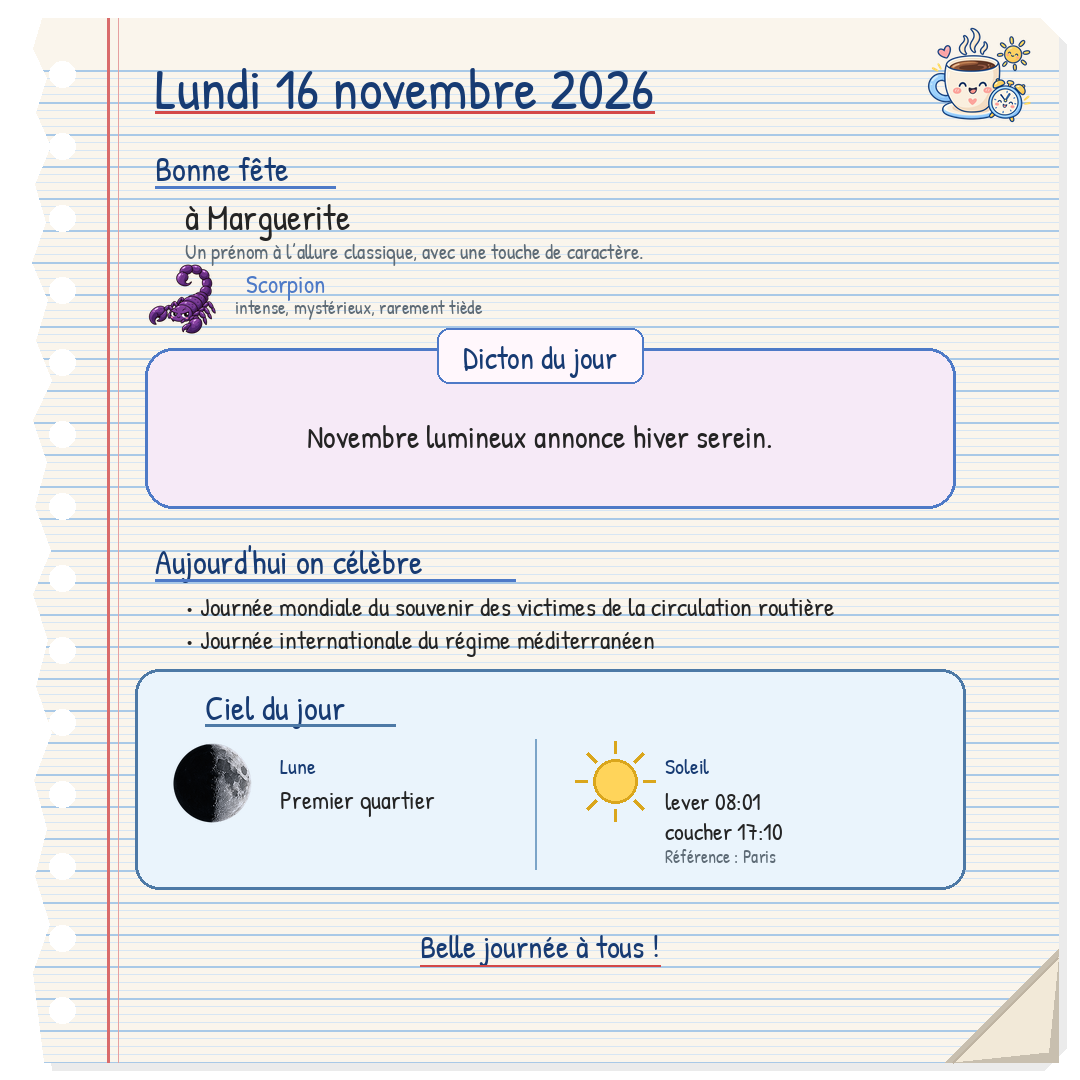 Lundi 16 novembre 2026
Bonne fête
à Marguerite
Un prénom à l'allure classique, avec une touche de caractère.
Scorpion
intense, mystérieux, rarement tiède
Dicton du jour
Novembre lumineux annonce hiver serein.
Aujourd'hui on célèbre
• Journée mondiale du souvenir des victimes de la circulation routière
• Journée internationale du régime méditerranéen
Ciel du jour
Lune
Premier quartier
Soleil
lever 08:01
coucher 17:10
Référence : Paris
Belle journée à tous !